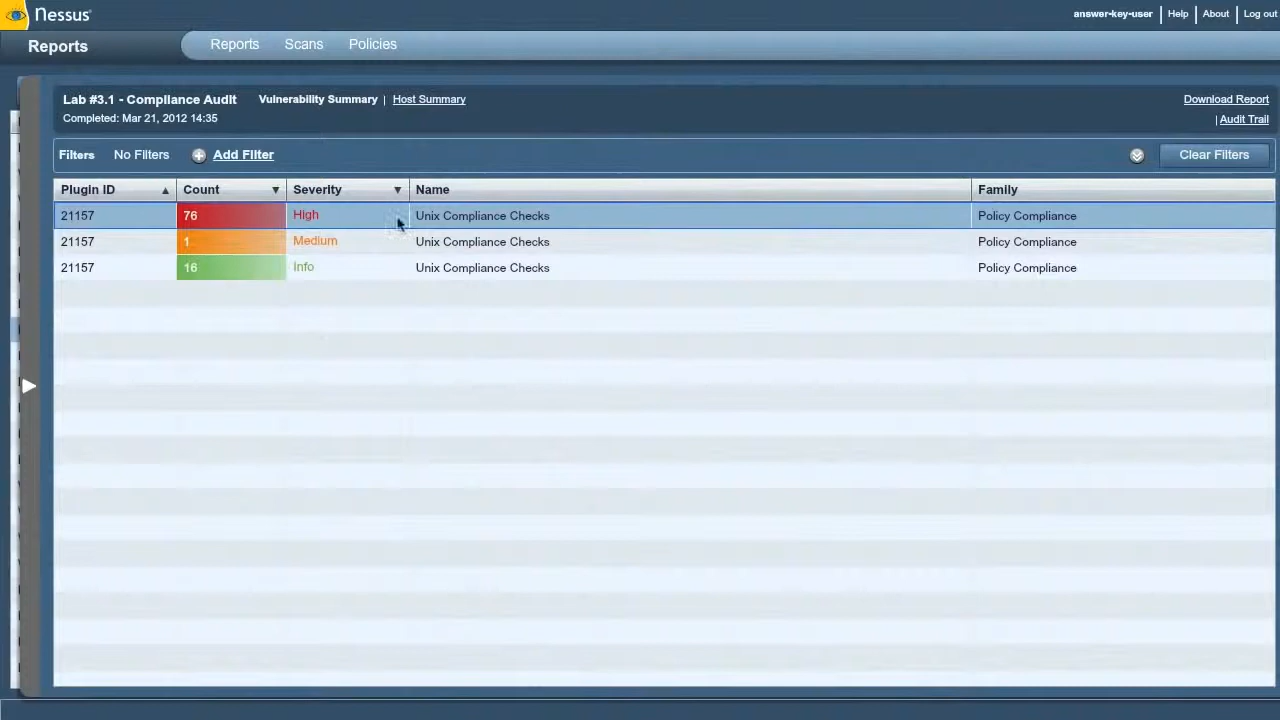 Nessus
answer-key-user | Help | About | Log out
Reports Reports Scans Policies
Lab #3.1 - Compliance Audit Vulnerability Summary | Host Summary Download Report
Completed: Mar 21, 2012 14:35 | Audit Trail
Filters No Filters Add Filter Clear Filters
Plugin ID Count Severity Name Family
21157 76 High Unix Compliance Checks Policy Compliance
21157 1 Medium Unix Compliance Checks Policy Compliance
21157 16 Info Unix Compliance Checks Policy Compliance